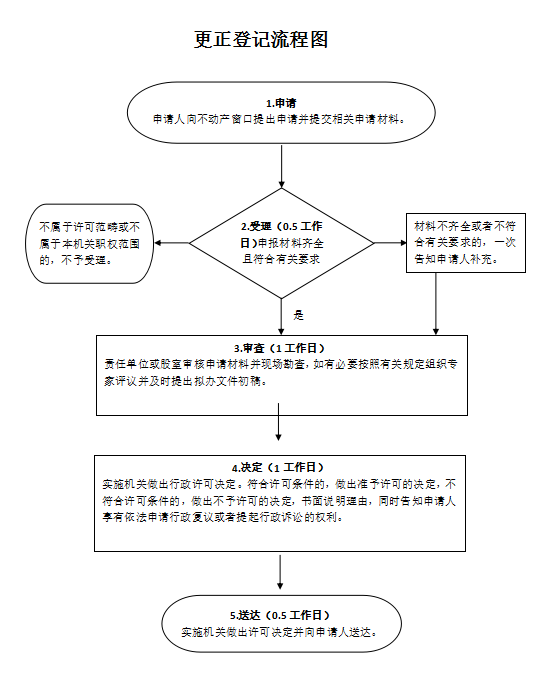 更正登记流程图
1.申请
申请人向不动产窗口提出申请并提交相关申请材料。
不属于许可范畴或不
属于本机关职权范围
的，不予受理。
2.受理（0.5 工作
日）申报材料齐全
且符合有关要求
材料不齐全或者不符
合有关要求的，一次
告知申请人补充。
是
3.审查（1 工作日）
责任单位或股室审核申请材料并现场勘查，如有必要按照有关规定组织专
家评议并及时提出拟办文件初稿。
4.决定（1 工作日）
实施机关做出行政许可决定。符合许可条件的，做出准予许可的决定，不
符合许可条件的，做出不予许可的决定，书面说明理由，同时告知申请人
享有依法申请行政复议或者提起行政诉讼的权利。
5.送达（0.5 工作日）
实施机关做出许可决定并向申请人送达。